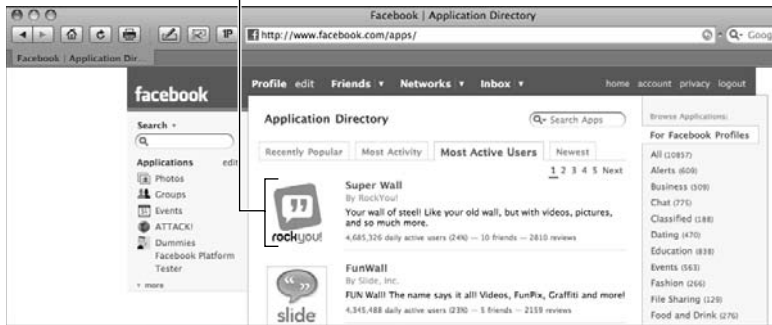 Facebook | Application Directory
1P
http://www.facebook.com/apps/
Goog
Facebook | Application Dir...
facebook
Profile edit Friends Networks Inbox home account privacy logout
Search
Applications edit
Photos
Groups
Events
ATTACK!
Dummies
Facebook Platform
Tester
more
Application Directory
Search Apps
Recently Popular Most Activity Most Active Users Newest
1 2 3 4 5 Next
rockyou!
Super Wall
By RockYou!
Your wall of steel! Like your old wall, but with videos, pictures,
and so much more.
4,685,326 daily active users (24%) — 10 friends — 2810 reviews
slide
FunWall
By Slide, Inc.
FUN Wall! The name says it all! Videos, FunPix, Graffiti and more!
4,345,488 daily active users (23%) — 5 friends — 2159 reviews
Browse Applications:
For Facebook Profiles
All (10857)
Alerts (609)
Business (509)
Chat (775)
Classified (188)
Dating (470)
Education (838)
Events (563)
Fashion (266)
File Sharing (129)
Food and Drink (276)